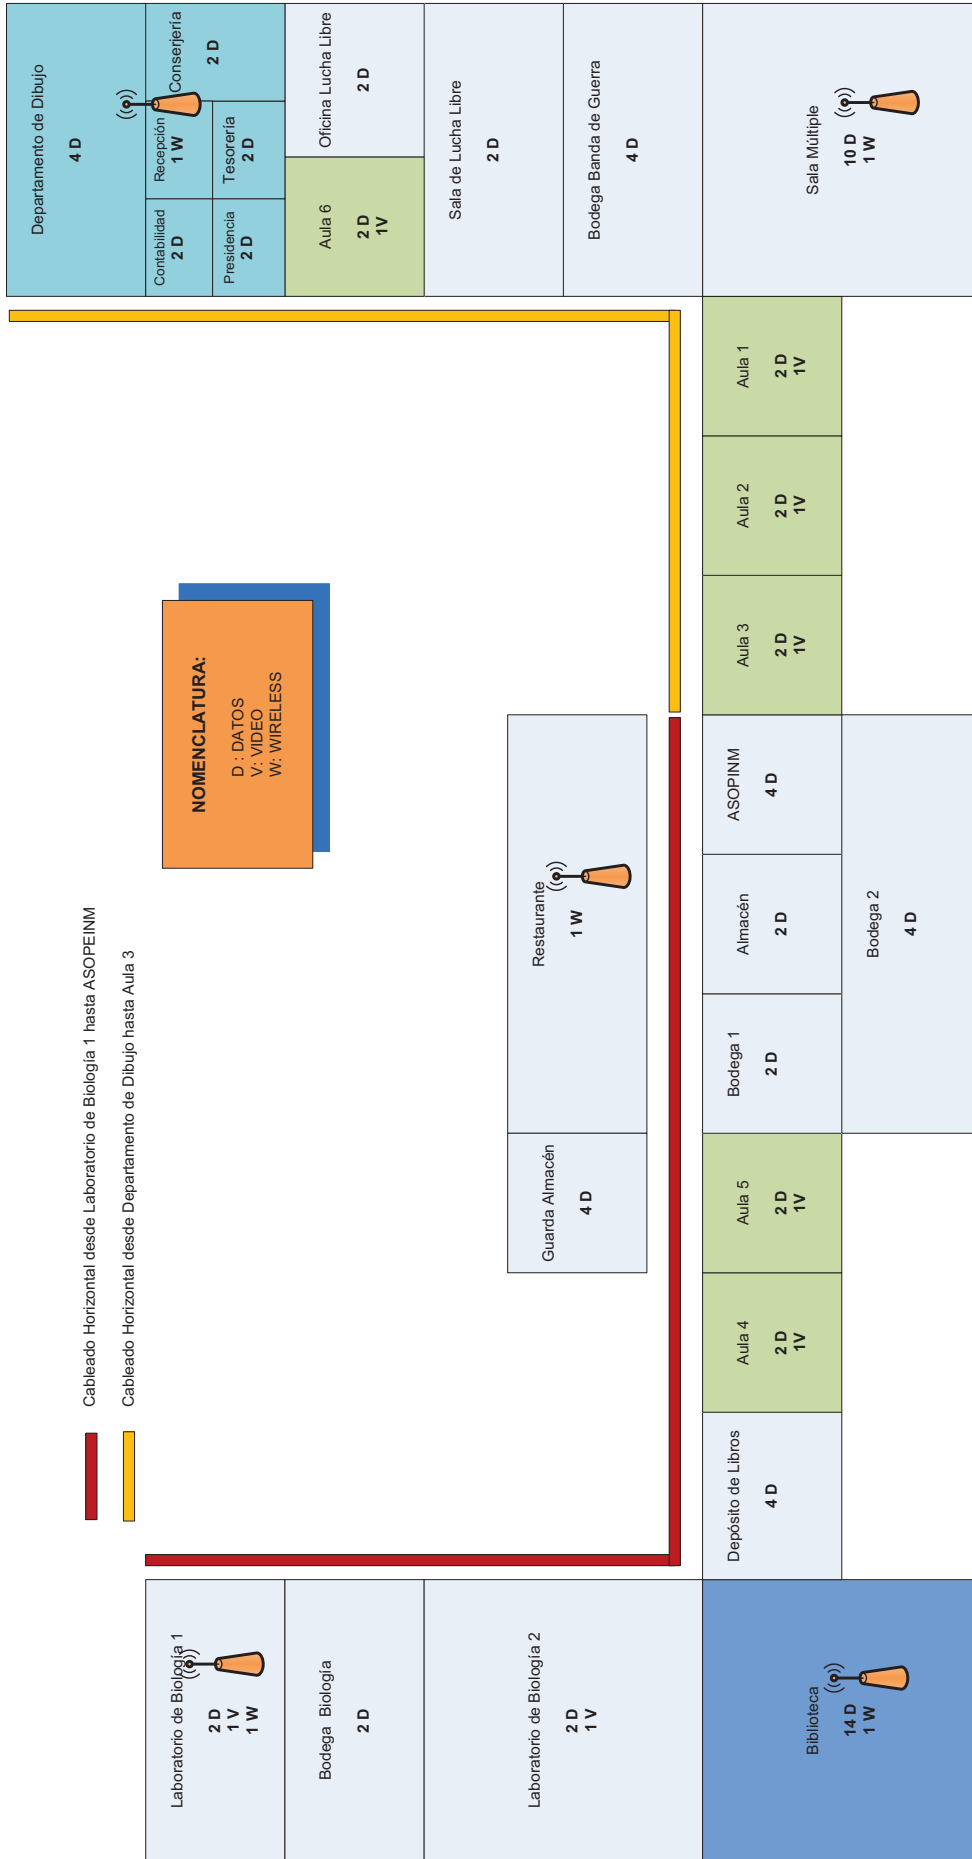 Cableado Horizontal desde Laboratorio de Biología 1 hasta ASOPEINM
Cableado Horizontal desde Departamento de Dibujo hasta Aula 3
NOMENCLATURA:
D : DATOS
V: VIDEO
W: WIRELESS
Laboratorio de Biología 1
2 D
1 V
1 W
Bodega Biología
2 D
Laboratorio de Biología 2
2 D
1 V
Biblioteca
14 D
1 W
Depósito de Libros
4 D
Aula 4
2 D
1V
Aula 5
2 D
1V
Guarda Almacén
4 D
Restaurante
1 W
Bodega 1
2 D
Almacén
2 D
ASOPINM
4 D
Bodega 2
4 D
Aula 3
2 D
1V
Aula 2
2 D
1V
Aula 1
2 D
1V
Departamento de Dibujo
4 D
Contabilidad
2 D
Recepción
1 W
Conserjería
2 D
Presidencia
2 D
Tesorería
2 D
Aula 6
2 D
1V
Oficina Lucha Libre
2 D
Sala de Lucha Libre
2 D
Bodega Banda de Guerra
4 D
Sala Múltiple
10 D
1 W